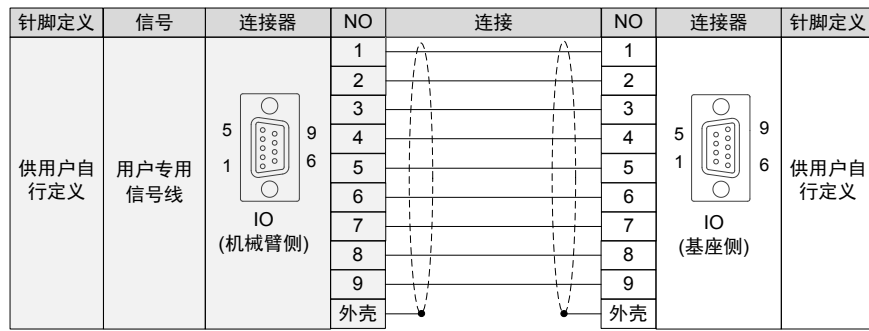 针脚定义 信号 连接器 NO 连接 NO 连接器 针脚定义
1 1
2 2
3 3
5 9 4 4 5 9
1 6 5 5 1 6
供用户自行定义 用户专用信号线 供用户自行定义
6 6
IO 7 7 IO
(机械臂侧) 8 8 (基座侧)
9 9
外壳 外壳